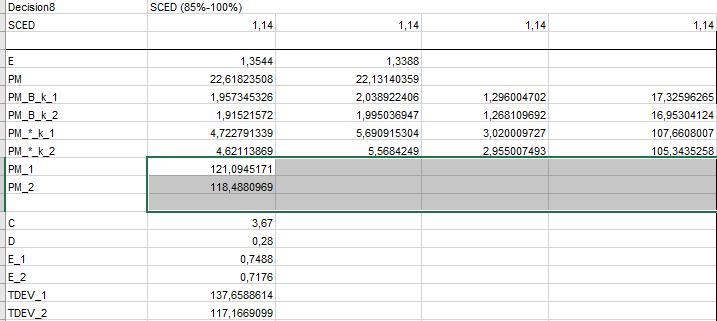 Decision8 SCED (85%-100%)
SCED 1,14 1,14 1,14 1,14
E 1,3544 1,3388
PM 22,61823508 22,13140359
PM_B_k_1 1,957345326 2,038922406 1,296004702 17,32596265
PM_B_k_2 1,91521572 1,995036947 1,268109692 16,95304124
PM_*_k_1 4,722791339 5,690915304 3,020009727 107,6608007
PM_*_k_2 4,62113869 5,5684249 2,955007493 105,3435258
PM_1 121,0945171
PM_2 118,4880969
C 3,67
D 0,28
E_1 0,7488
E_2 0,7176
TDEV_1 137,6588614
TDEV_2 117,1669099